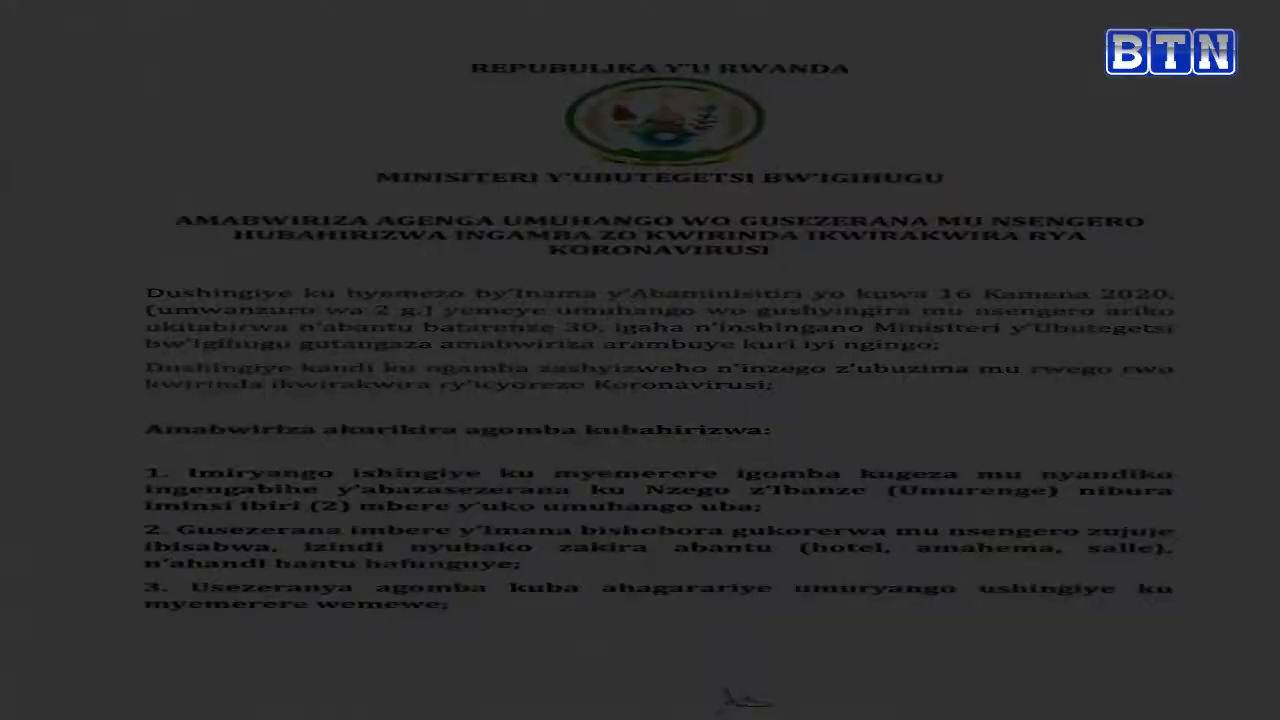 BTN
REPUBULIKA Y'U RWANDA
MINISITERI Y'UBUTEGETSI BW'IGIHUGU
AMABWIRIZA AGENGA UMUHANGO WO GUSEZERANA MU NSENGERO
HUBAHIRIZWA INGAMBA ZO KWIRINDA IKWIRAKWIRA RYA
KORONAVIRUSI
Dushingiye ku byemezo by'Inama y'Abaminisitiri yo kuwa 16 Kamena 2020,
(umwanzuro wa 2 g.) yemeye umuhango wo gushyingira mu nsengero ariko
ukitabirwa n'abantu batarenze 30, igaha n'inshingano Minisiteri y'Ubutegetsi
bw'Igihugu gutangaza amabwiriza arambuye kuri iyi ngingo;
Dushingiye kandi ku ngamba zashyizweho n'inzego z'ubuzima mu rwego rwo
kwirinda ikwirakwira ry'icyorezo Koronavirusi;
Amabwiriza akurikira agomba kubahirizwa:
1. Imiryango ishingiye ku myemerere igomba kugeza mu nyandiko
ingengabihe y'abazasezerana ku Nzego z'Ibanze (Umurenge) nibura
iminsi ibiri (2) mbere y'uko umuhango uba;
2. Gusezerana imbere y'Imana bishobora gukorerwa mu nsengero zujuje
ibisabwa, izindi nyubako zakira abantu (hotel, amahema, salle),
n'ahandi hantu hafunguye;
3. Usezeranya agomba kuba ahagarariye umuryango ushingiye ku
myemerere wemewe;